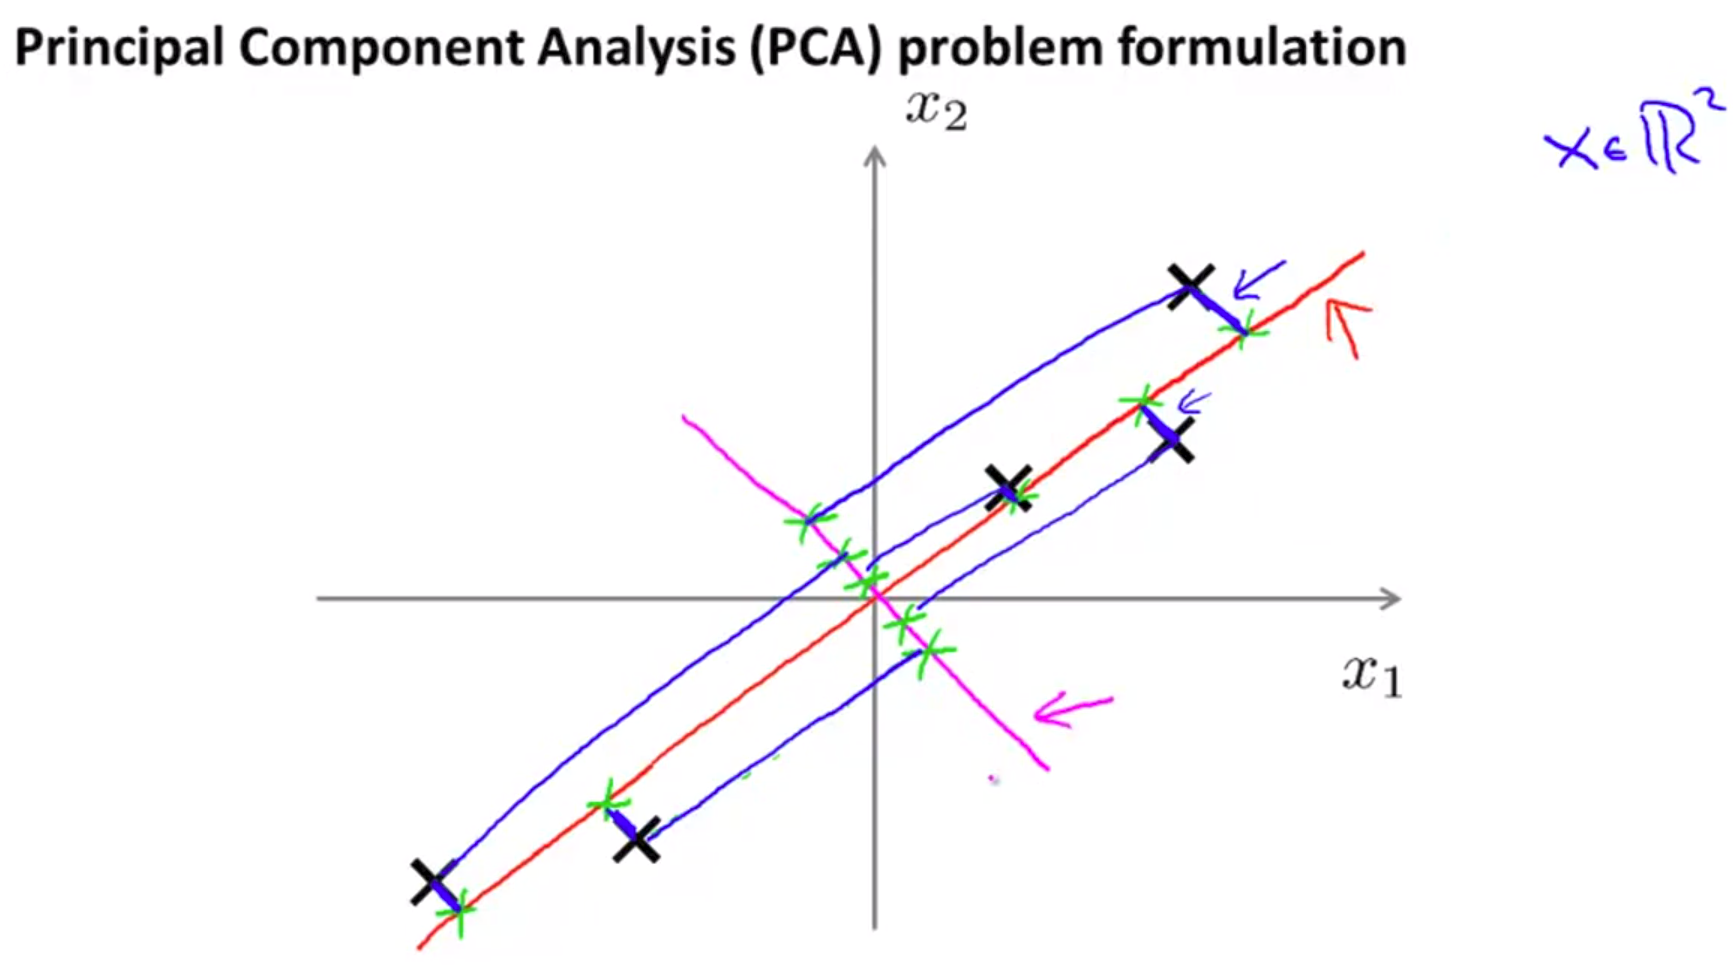 Principal Component Analysis (PCA) problem formulation
x₂
x ∈ ℝ²
x₁